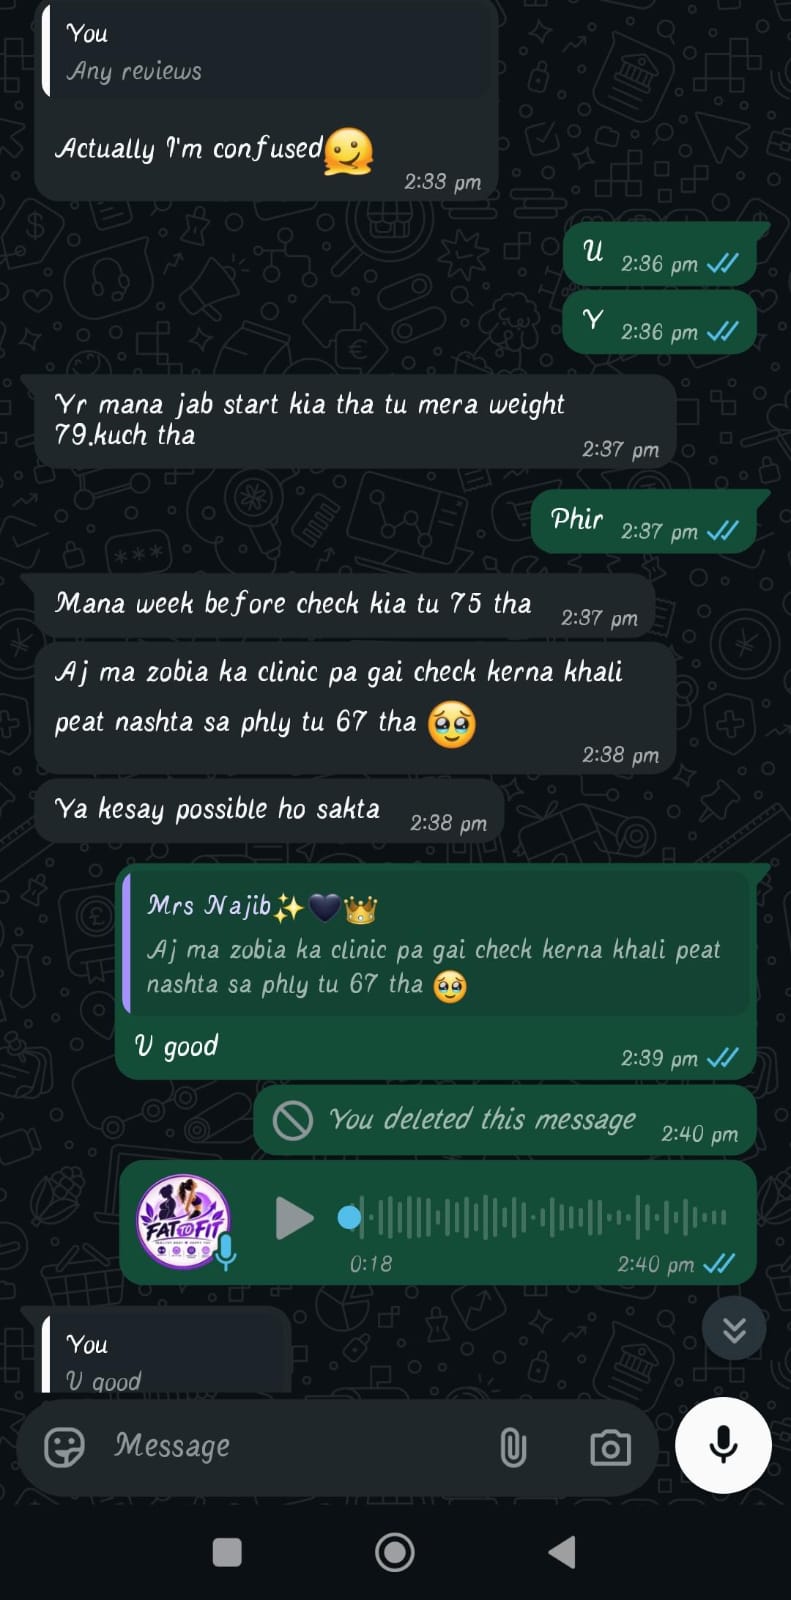 You
Any reviews
Actually I'm confused🫠
2:33 pm
U 2:36 pm
Y 2:36 pm
Yr mana jab start kia tha tu mera weight
79.kuch tha
2:37 pm
Phir 2:37 pm
Mana week before check kia tu 75 tha 2:37 pm
Aj ma zobia ka clinic pa gai check kerna khali
peat nashta sa phly tu 67 tha 🥹
2:38 pm
Ya kesay possible ho sakta 2:38 pm
Mrs Najib✨🖤👑
Aj ma zobia ka clinic pa gai check kerna khali peat
nashta sa phly tu 67 tha 🥹
U good 2:39 pm
You deleted this message 2:40 pm
FAT TO FIT
0:18 2:40 pm
You
U good
Message